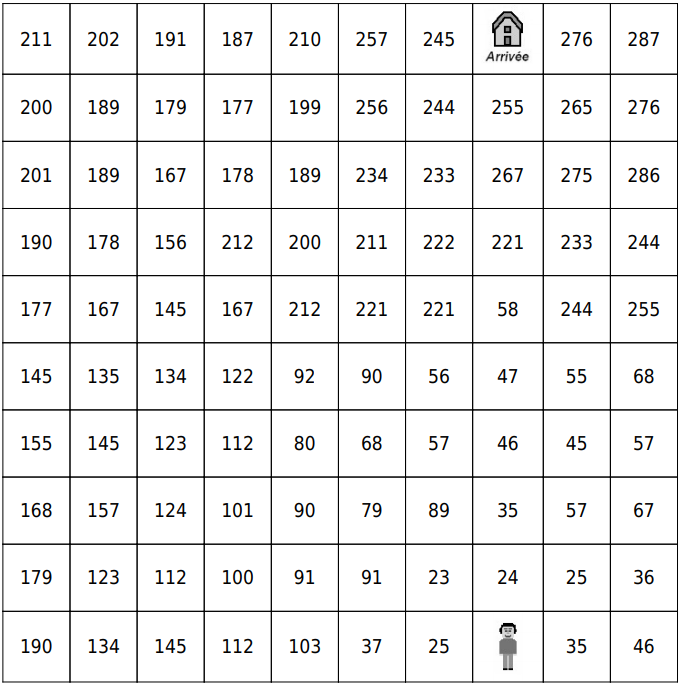 211 202 191 187 210 257 245 Arrivée 276 287
200 189 179 177 199 256 244 255 265 276
201 189 167 178 189 234 233 267 275 286
190 178 156 212 200 211 222 221 233 244
177 167 145 167 212 221 221 58 244 255
145 135 134 122 92 90 56 47 55 68
155 145 123 112 80 68 57 46 45 57
168 157 124 101 90 79 89 35 57 67
179 123 112 100 91 91 23 24 25 36
190 134 145 112 103 37 25 35 46